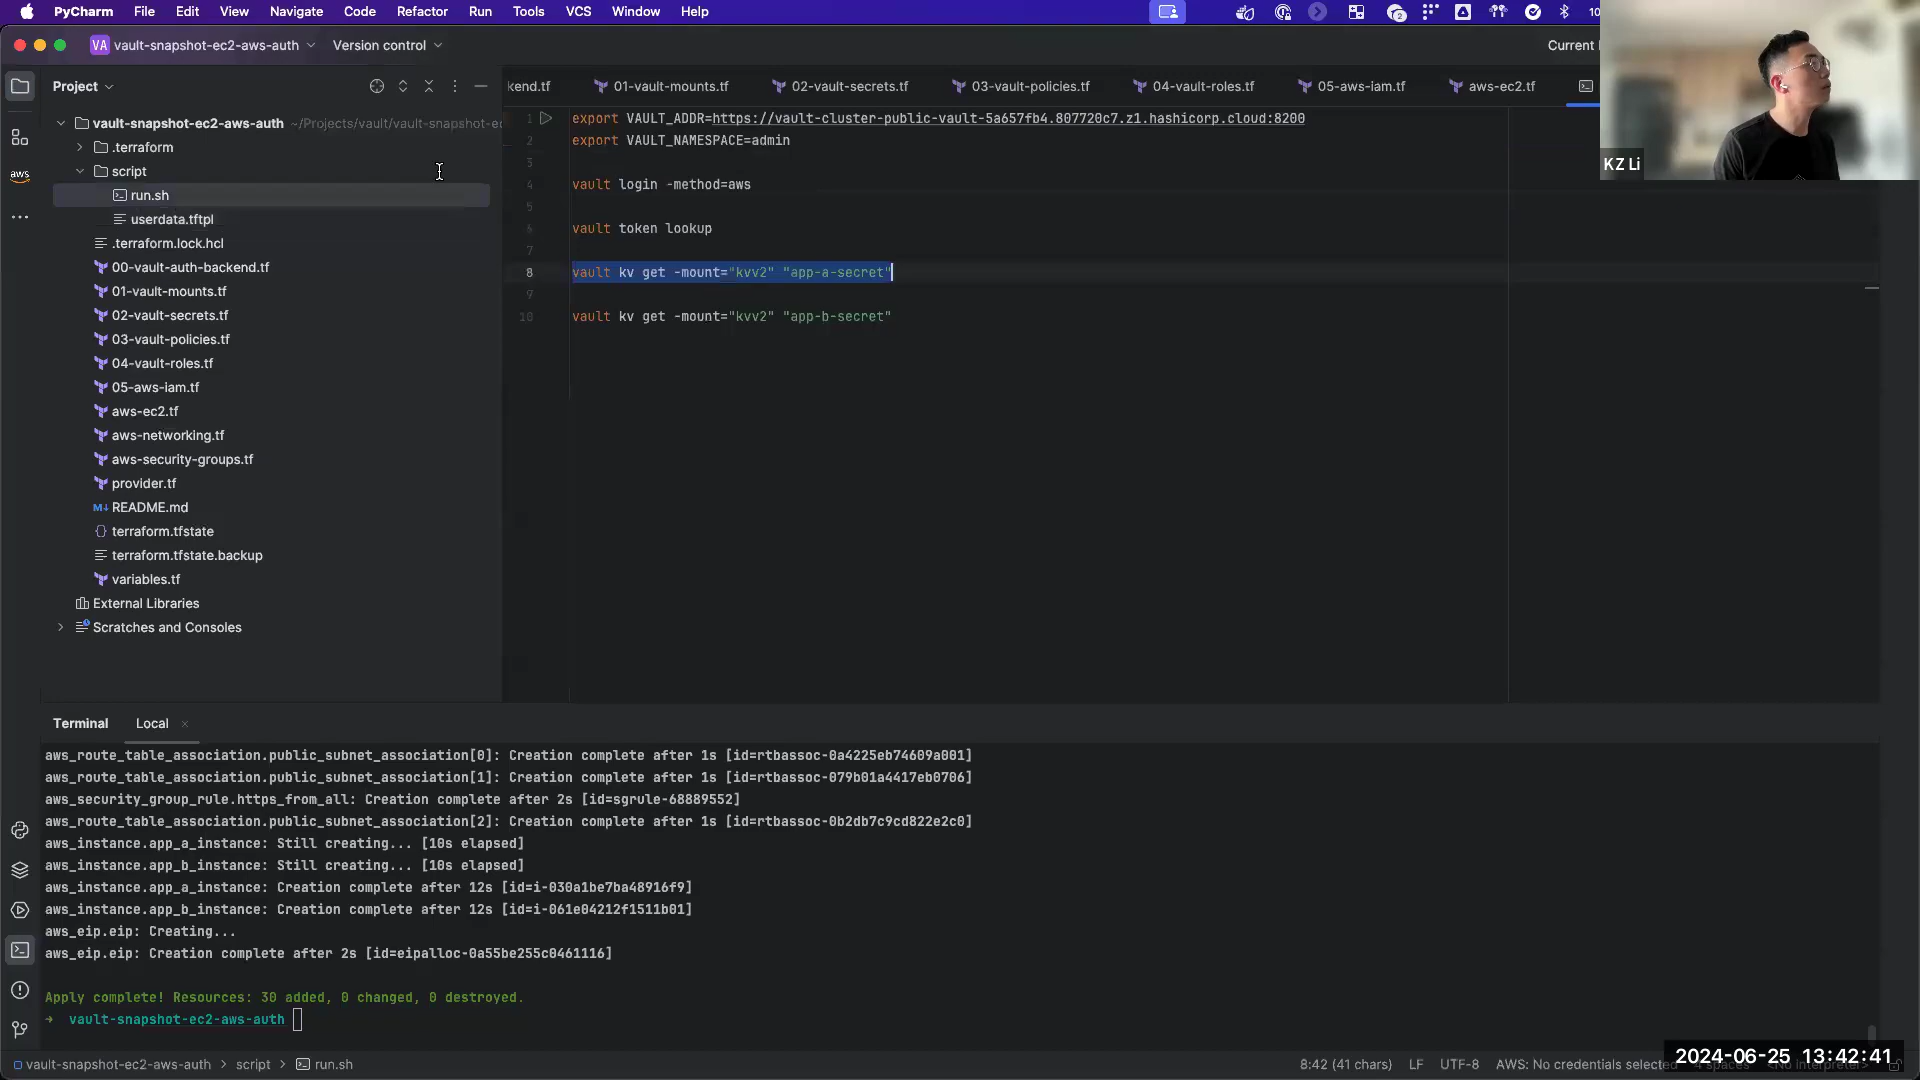 PyCharm File Edit View Navigate Code Refactor Run Tools VCS Window Help
VA vault-snapshot-ec2-aws-auth Version control
Project
vault-snapshot-ec2-aws-auth ~/Projects/vault/vault-snapshot-ec
.terraform
script
run.sh
userdata.tftpl
.terraform.lock.hcl
00-vault-auth-backend.tf
01-vault-mounts.tf
02-vault-secrets.tf
03-vault-policies.tf
04-vault-roles.tf
05-aws-iam.tf
aws-ec2.tf
aws-networking.tf
aws-security-groups.tf
provider.tf
M↓ README.md
terraform.tfstate
terraform.tfstate.backup
variables.tf
External Libraries
Scratches and Consoles
aws
kend.tf 01-vault-mounts.tf 02-vault-secrets.tf 03-vault-policies.tf 04-vault-roles.tf 05-aws-iam.tf aws-ec2.tf
1 export VAULT_ADDR=https://vault-cluster-public-vault-5a657fb4.807720c7.z1.hashicorp.cloud:8200
2 export VAULT_NAMESPACE=admin
3
4 vault login -method=aws
5
6 vault token lookup
7
8 vault kv get -mount="kvv2" "app-a-secret"
9
10 vault kv get -mount="kvv2" "app-b-secret"
KZ Li
Terminal Local
aws_route_table_association.public_subnet_association[0]: Creation complete after 1s [id=rtbassoc-0a4225eb74609a001]
aws_route_table_association.public_subnet_association[1]: Creation complete after 1s [id=rtbassoc-079b01a4417eb0706]
aws_security_group_rule.https_from_all: Creation complete after 2s [id=sgrule-68889552]
aws_route_table_association.public_subnet_association[2]: Creation complete after 1s [id=rtbassoc-0b2db7c9cd822e2c0]
aws_instance.app_a_instance: Still creating... [10s elapsed]
aws_instance.app_b_instance: Still creating... [10s elapsed]
aws_instance.app_a_instance: Creation complete after 12s [id=i-030a1be7ba48916f9]
aws_instance.app_b_instance: Creation complete after 12s [id=i-061e04212f1511b01]
aws_eip.eip: Creating...
aws_eip.eip: Creation complete after 2s [id=eipalloc-0a55be255c0461116]
Apply complete! Resources: 30 added, 0 changed, 0 destroyed.
→ vault-snapshot-ec2-aws-auth
vault-snapshot-ec2-aws-auth > script > run.sh
8:42 (41 chars) LF UTF-8 AWS: No credentials selected
2024-06-25 13:42:41